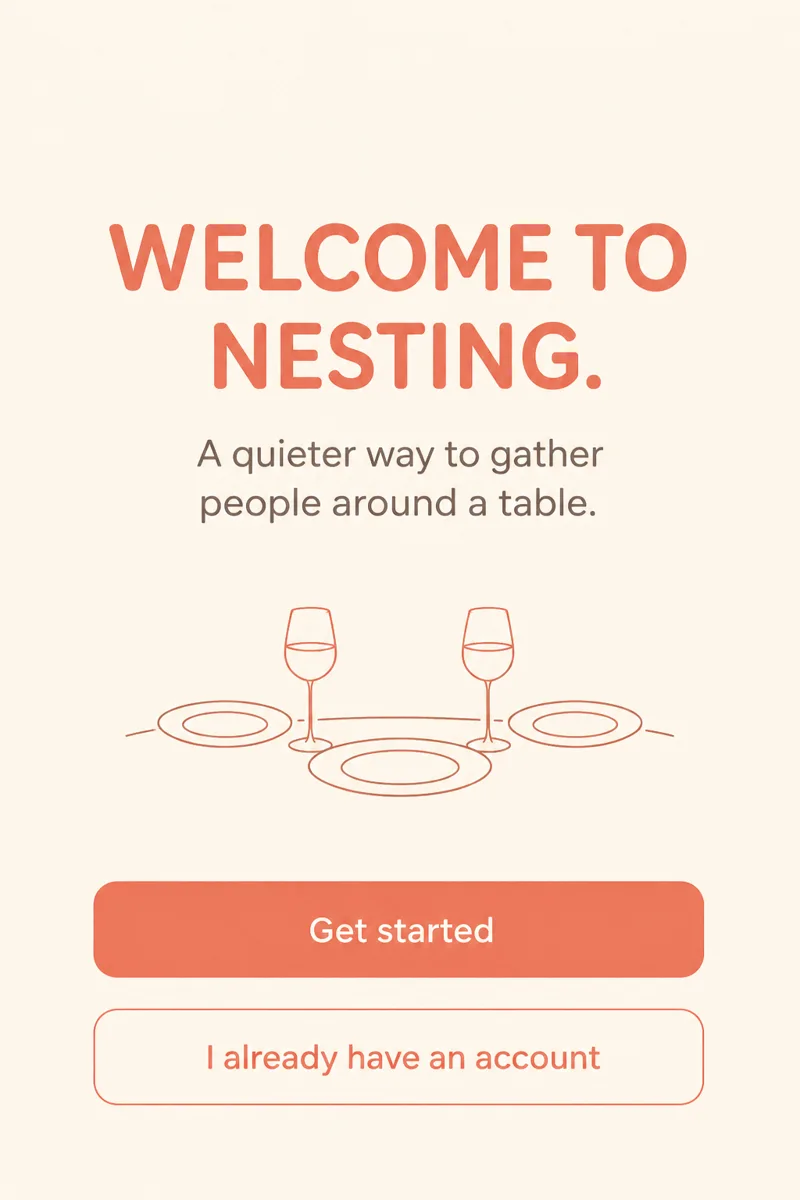 WELCOME TO
NESTING.
A quieter way to gather
people around a table.
Get started
I already have an account